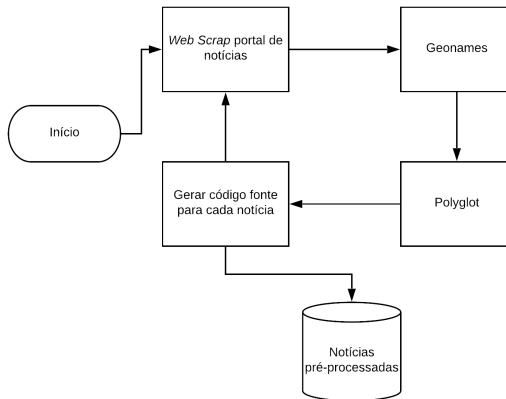 Web Scrap portal de
notícias
Geonames
Início
Gerar código fonte
para cada notícia
Polyglot
Notícias
pré-processadas